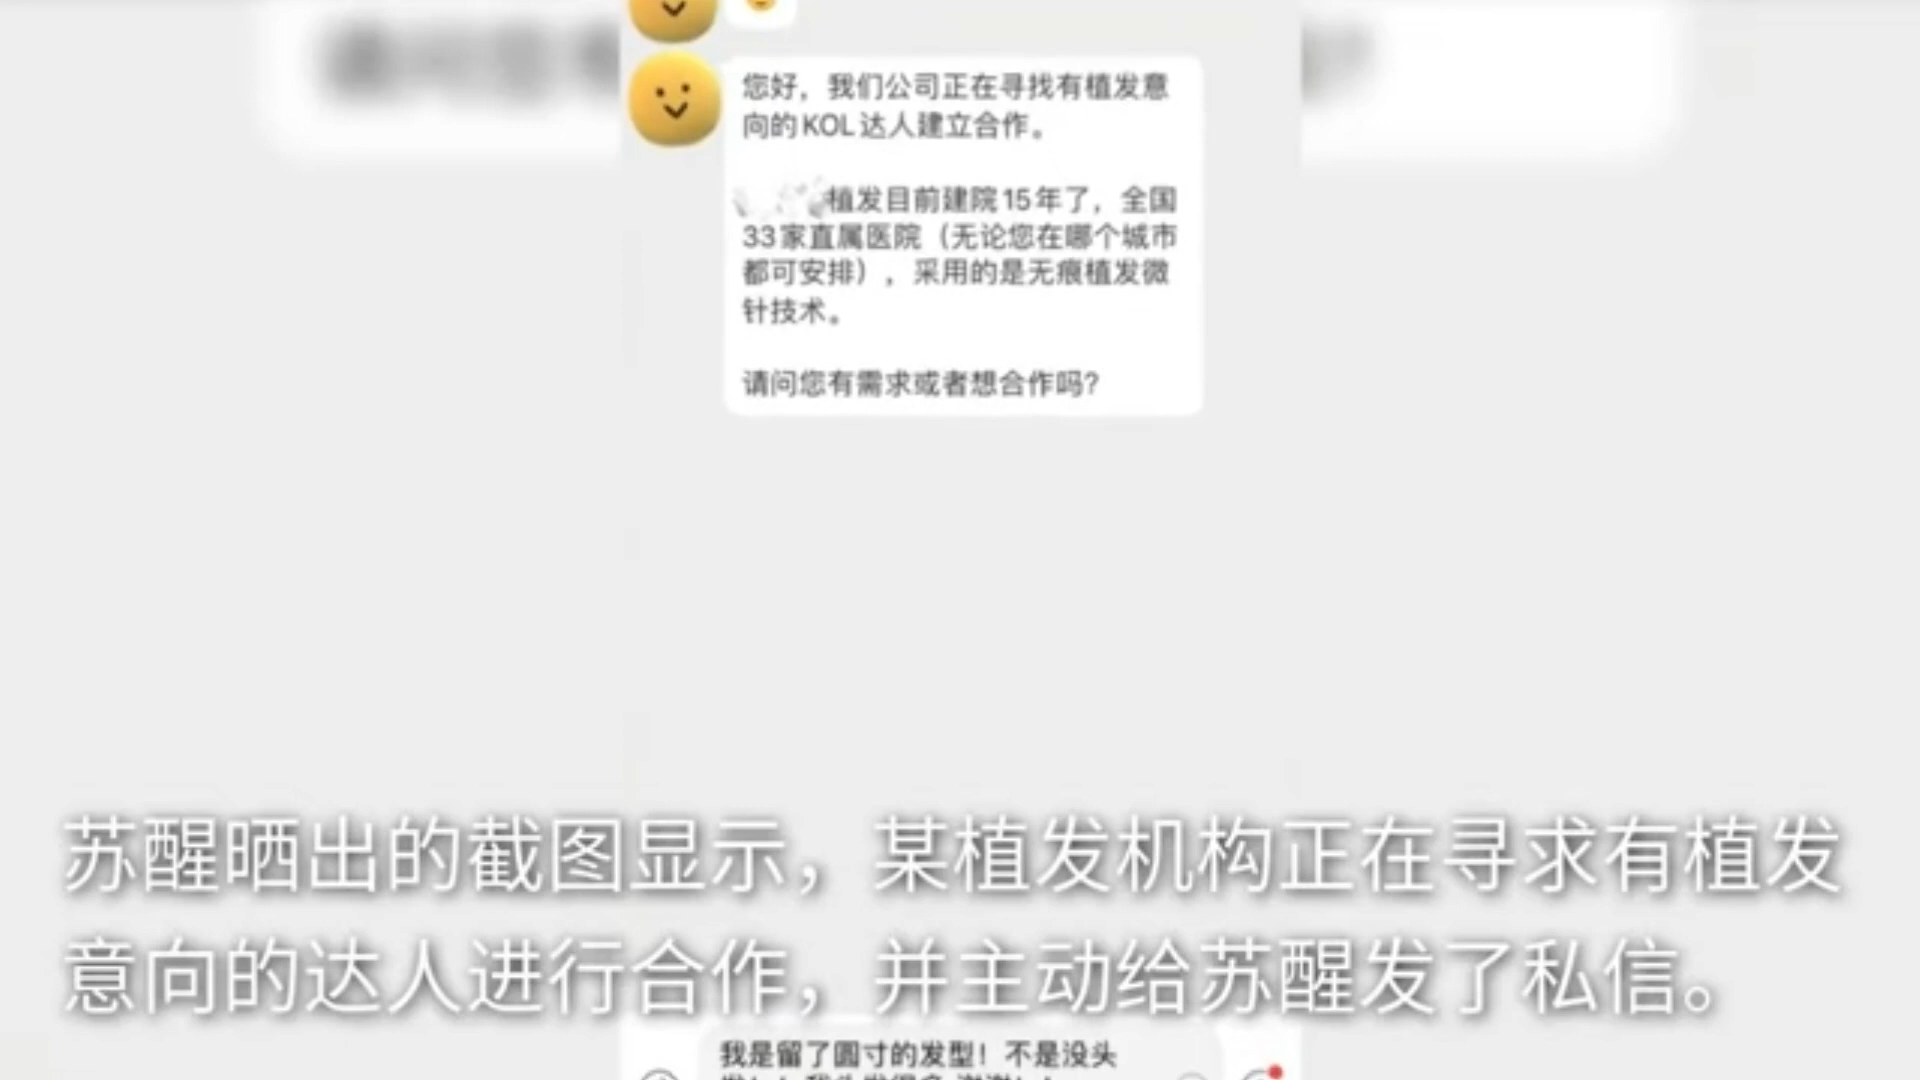 您好，我们公司正在寻找有植发意
向的KOL达人建立合作。
植发目前建院15年了，全国
33家直属医院（无论您在哪个城市
都可安排），采用的是无痕植发微
针技术。
请问您有需求或者想合作吗？
苏醒晒出的截图显示，某植发机构正在寻求有植发
意向的达人进行合作，并主动给苏醒发了私信。
我是留了圆寸的发型！不是没头